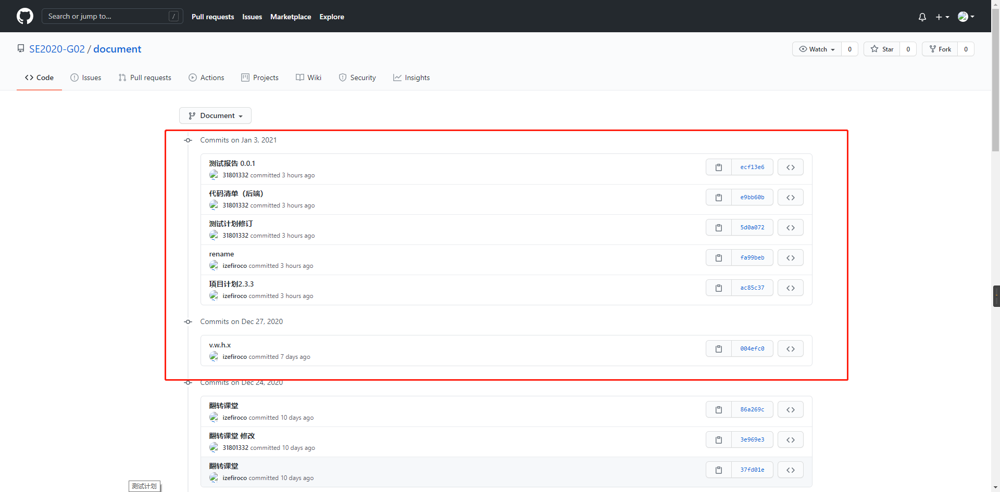 Search or jump to... /
Pull requests Issues Marketplace Explore
SE2020-G02 / document
Watch 0 Star 0 Fork 0
Code Issues Pull requests Actions Projects Wiki Security Insights
Document
Commits on Jan 3, 2021
测试报告 0.0.1
31801332 committed 3 hours ago
ecf13e6
代码清单（后端）
31801332 committed 3 hours ago
e9bb60b
测试计划修订
31801332 committed 3 hours ago
5d0a072
rename
izefiroco committed 3 hours ago
fa99beb
项目计划2.3.3
izefiroco committed 3 hours ago
ac85c37
Commits on Dec 27, 2020
v.w.h.x
izefiroco committed 7 days ago
004efc0
Commits on Dec 24, 2020
翻转课堂
izefiroco committed 10 days ago
86a269c
翻转课堂 修改
31801332 committed 10 days ago
3e969e3
翻转课堂
izefiroco committed 10 days ago
37fd01e
测试计划